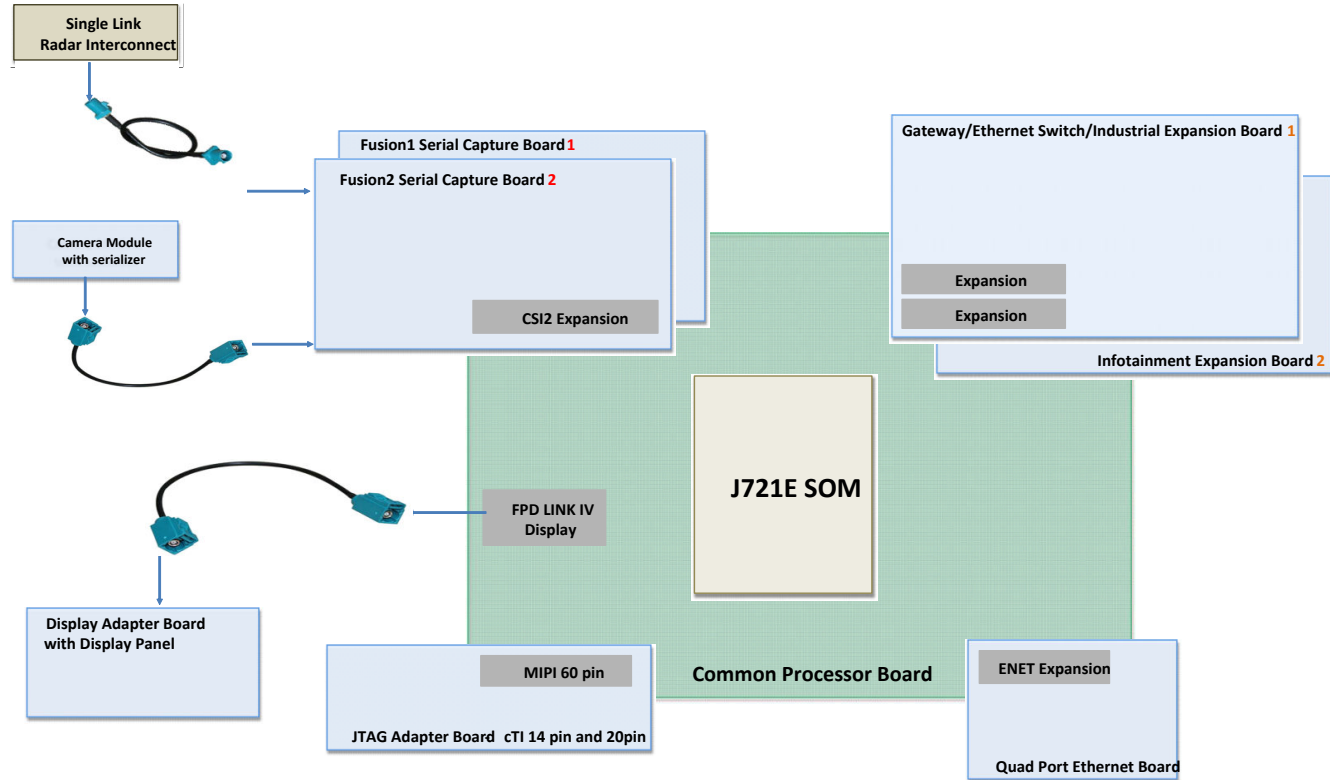 Single Link
Radar Interconnect
Fusion1 Serial Capture Board 1
Fusion2 Serial Capture Board 2
CSI2 Expansion
Gateway/Ethernet Switch/Industrial Expansion Board 1
Expansion
Expansion
Infotainment Expansion Board 2
Camera Module
with serializer
J721E SOM
FPD LINK IV
Display
Display Adapter Board
with Display Panel
MIPI 60 pin
JTAG Adapter Board cTI 14 pin and 20pin
Common Processor Board
ENET Expansion
Quad Port Ethernet Board